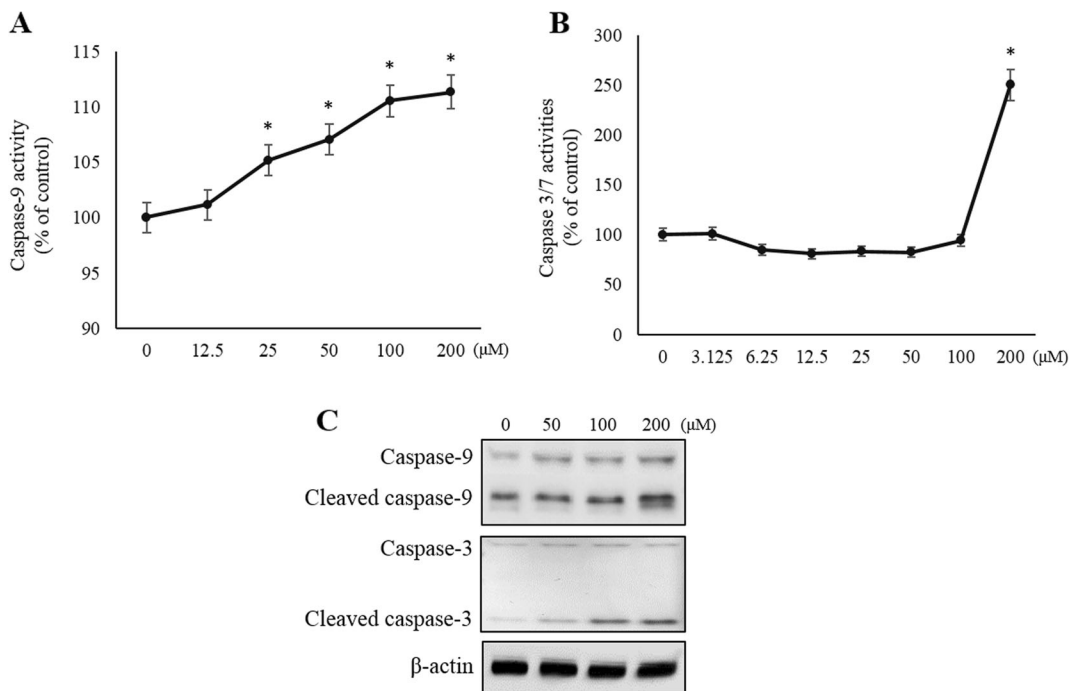 A
Caspase-9 activity
(% of control)
115
110
105
100
95
90
*
*
*
*
0 12.5 25 50 100 200 (μM)
B
Caspase 3/7 activities
(% of control)
300
250
200
150
100
50
0
*
0 3.125 6.25 12.5 25 50 100 200 (μM)
C
0 50 100 200 (μM)
Caspase-9
Cleaved caspase-9
Caspase-3
Cleaved caspase-3
β-actin